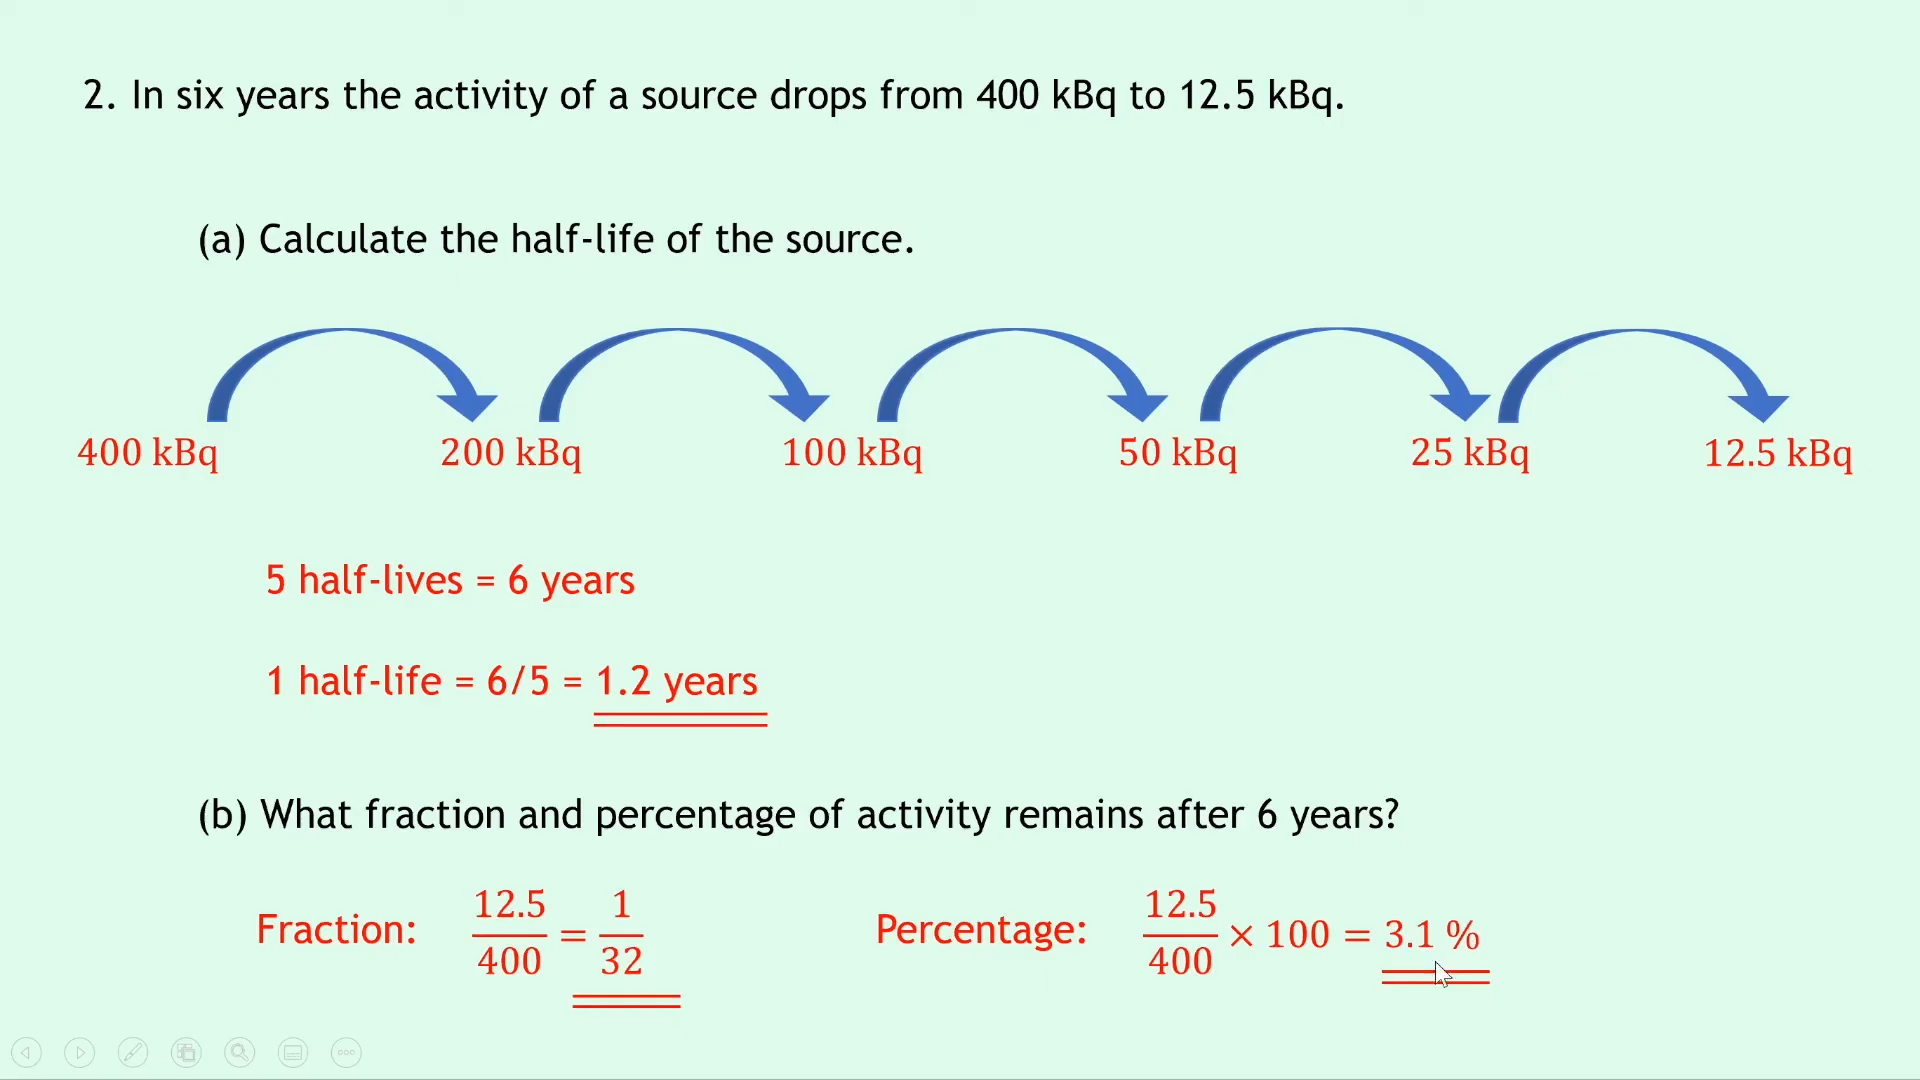 2. In six years the activity of a source drops from 400 kBq to 12.5 kBq.
(a) Calculate the half-life of the source.
400 kBq 200 kBq 100 kBq 50 kBq 25 kBq 12.5 kBq
5 half-lives = 6 years
1 half-life = 6/5 = 1.2 years
(b) What fraction and percentage of activity remains after 6 years?
Fraction: 12.5/400 = 1/32 Percentage: 12.5/400 × 100 = 3.1 %